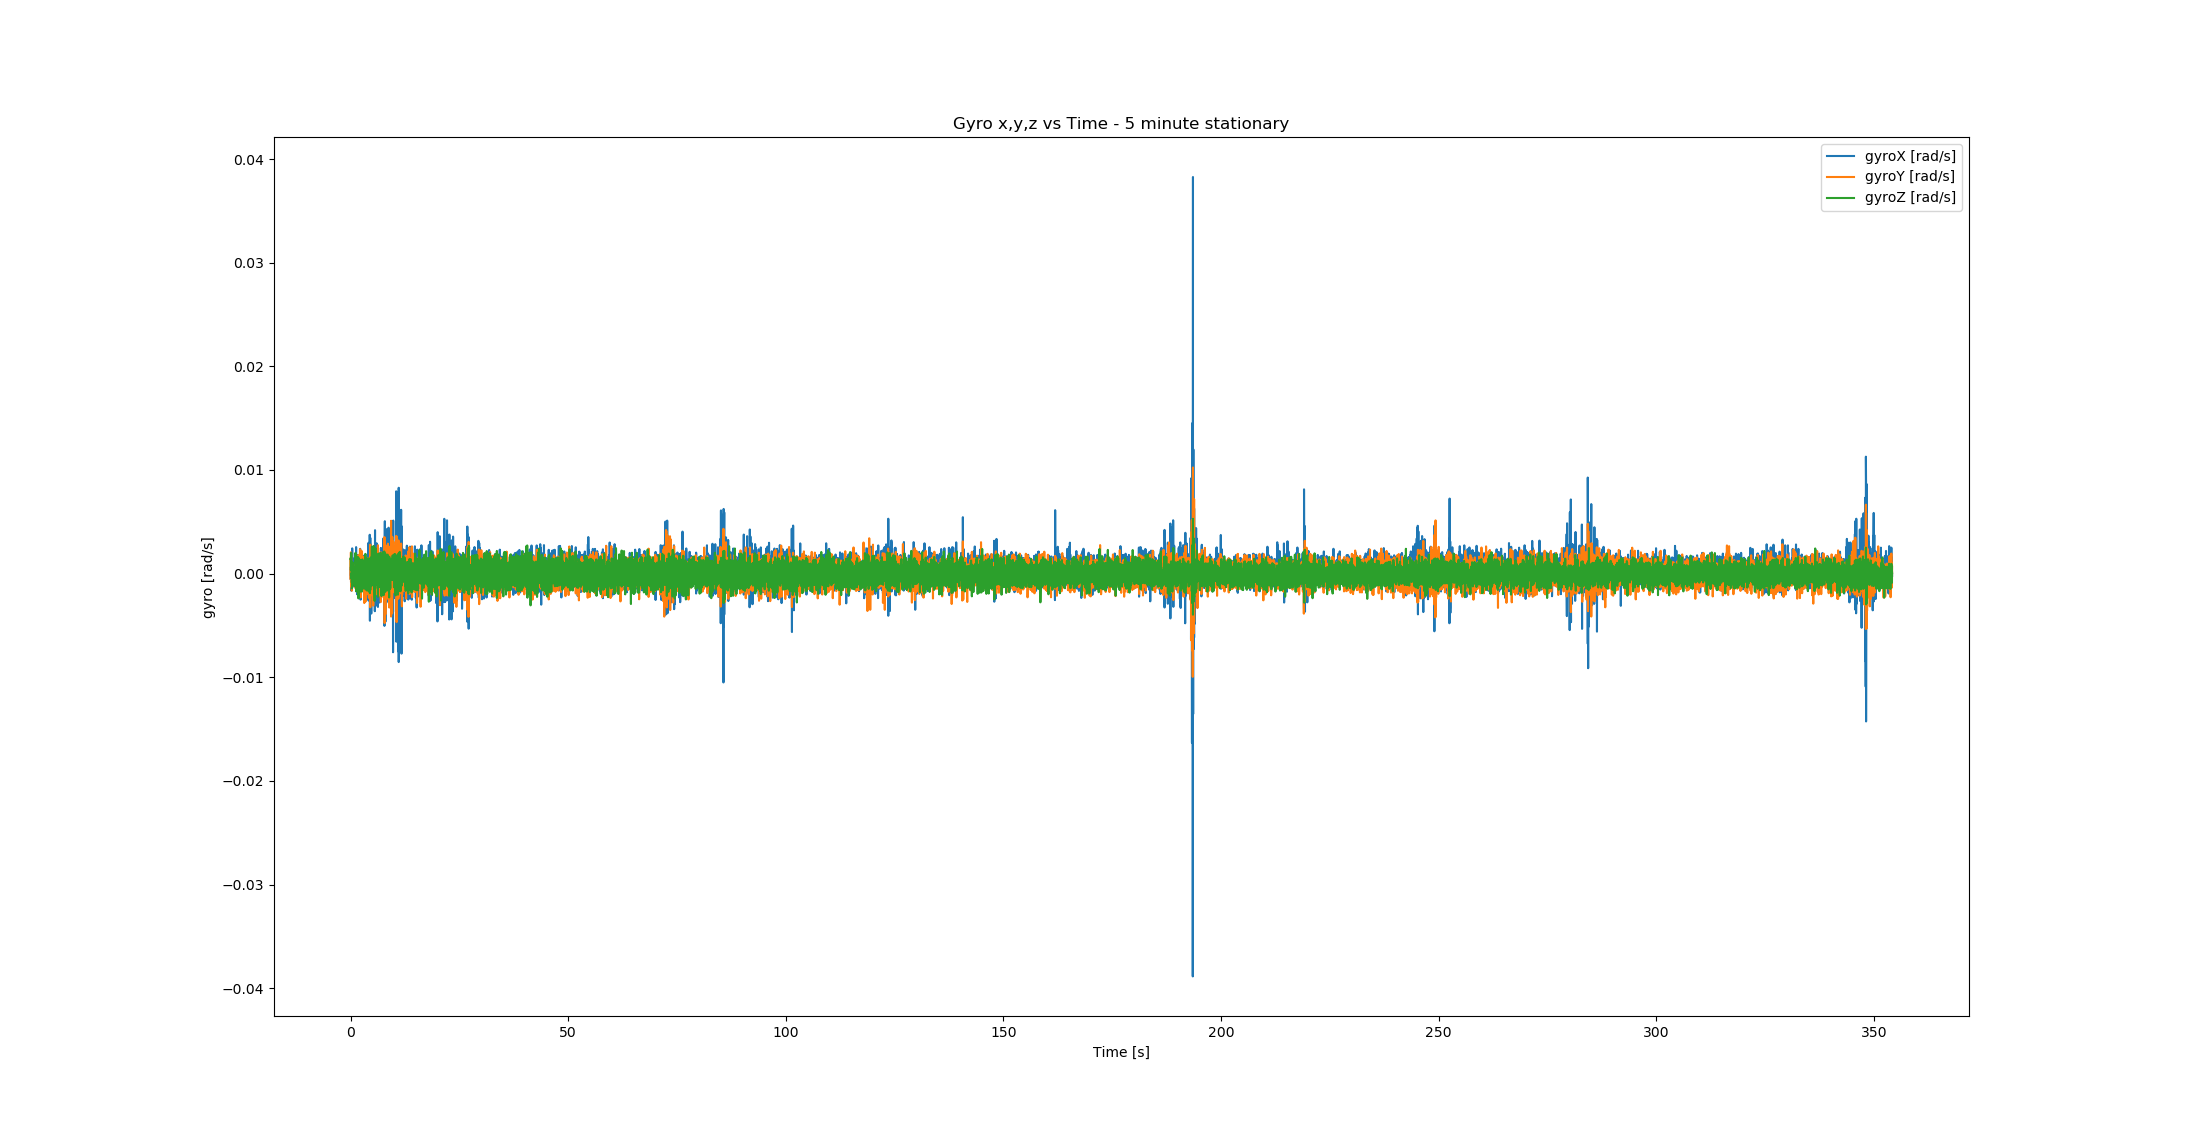 Gyro x,y,z vs Time - 5 minute stationary
gyroX [rad/s]
gyroY [rad/s]
gyroZ [rad/s]
gyro [rad/s]
0.04
0.03
0.02
0.01
0.00
−0.01
−0.02
−0.03
−0.04
0 50 100 150 200 250 300 350
Time [s]